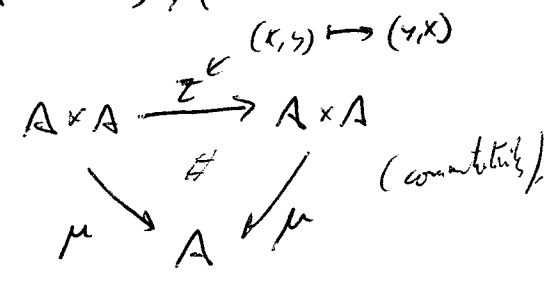 (x,y) ⟼ (y,x)
A × A ⟶ A × A
τ
(commutativity)
μ A μ